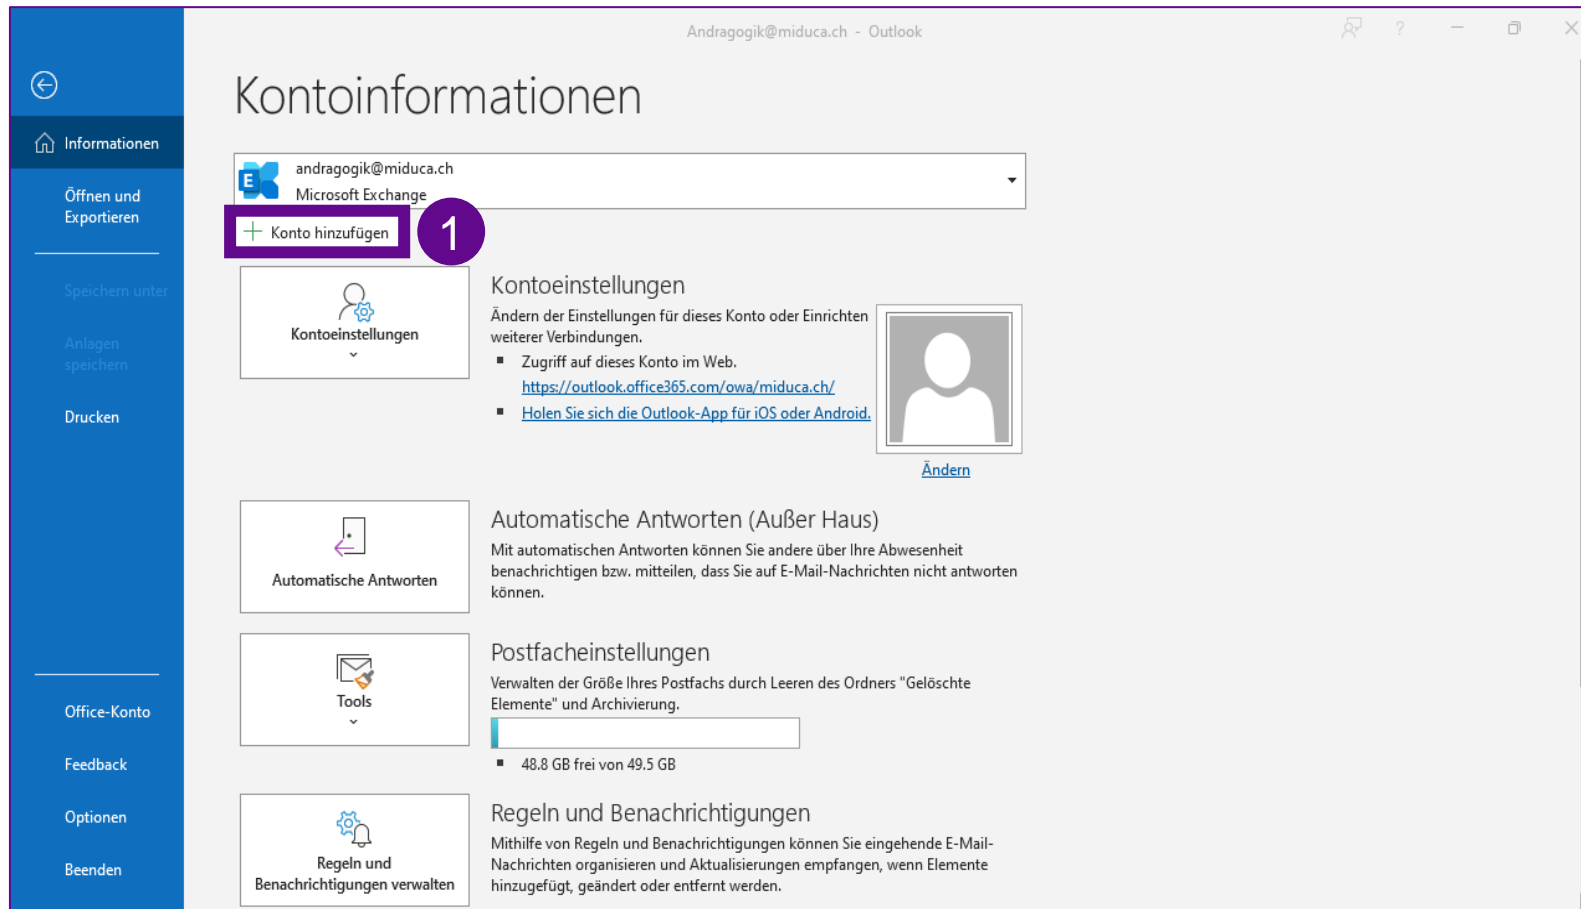 Andragogik@miduca.ch - Outlook
?
Kontoinformationen
Informationen
Öffnen und
Exportieren
Speichern unter
Anlagen
speichern
Drucken
Office-Konto
Feedback
Optionen
Beenden
E
andragogik@miduca.ch
Microsoft Exchange
Konto hinzufügen
1
Kontoeinstellungen
Kontoeinstellungen
Ändern der Einstellungen für dieses Konto oder Einrichten
weiterer Verbindungen.
Zugriff auf dieses Konto im Web.
https://outlook.office365.com/owa/miduca.ch/
Holen Sie sich die Outlook-App für iOS oder Android.
Ändern
Automatische Antworten
Automatische Antworten (Außer Haus)
Mit automatischen Antworten können Sie andere über Ihre Abwesenheit
benachrichtigen bzw. mitteilen, dass Sie auf E-Mail-Nachrichten nicht antworten
können.
Tools
Postfacheinstellungen
Verwalten der Größe Ihres Postfachs durch Leeren des Ordners "Gelöschte
Elemente" und Archivierung.
48.8 GB frei von 49.5 GB
Regeln und
Benachrichtigungen verwalten
Regeln und Benachrichtigungen
Mithilfe von Regeln und Benachrichtigungen können Sie eingehende E-Mail-
Nachrichten organisieren und Aktualisierungen empfangen, wenn Elemente
hinzugefügt, geändert oder entfernt werden.